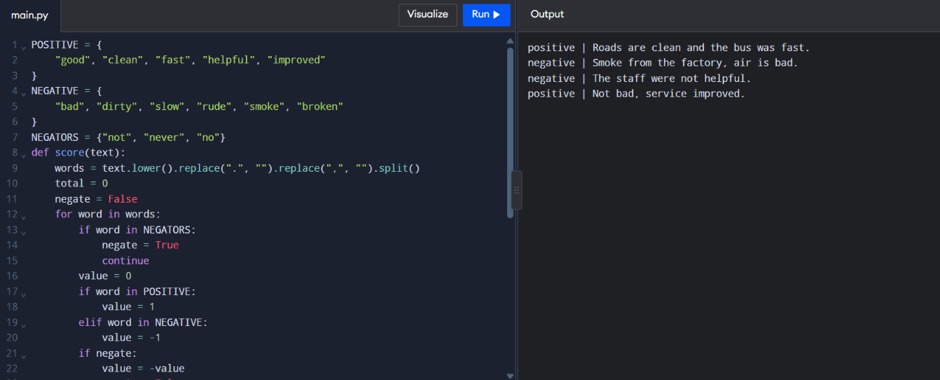 main.py
Visualize
Run
Output
1 POSITIVE = {
2 "good", "clean", "fast", "helpful", "improved"
3 }
4 NEGATIVE = {
5 "bad", "dirty", "slow", "rude", "smoke", "broken"
6 }
7 NEGATORS = {"not", "never", "no"}
8 def score(text):
9 words = text.lower().replace(".", "").replace(",", "").split()
10 total = 0
11 negate = False
12 for word in words:
13 if word in NEGATORS:
14 negate = True
15 continue
16 value = 0
17 if word in POSITIVE:
18 value = 1
19 elif word in NEGATIVE:
20 value = -1
21 if negate:
22 value = -value
positive | Roads are clean and the bus was fast.
negative | Smoke from the factory, air is bad.
negative | The staff were not helpful.
positive | Not bad, service improved.